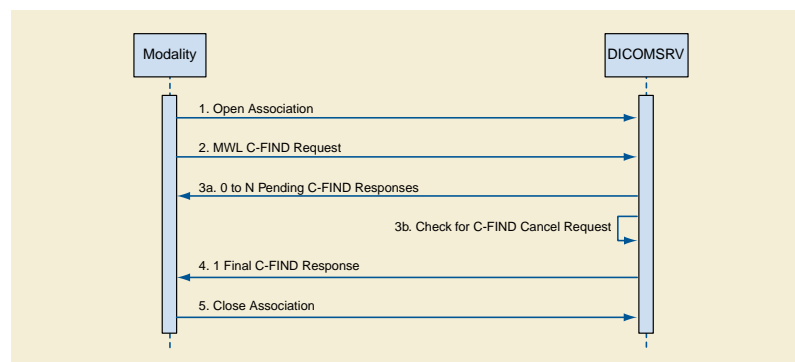 Modality
DICOMSRV
1. Open Association
2. MWL C-FIND Request
3a. 0 to N Pending C-FIND Responses
3b. Check for C-FIND Cancel Request
4. 1 Final C-FIND Response
5. Close Association